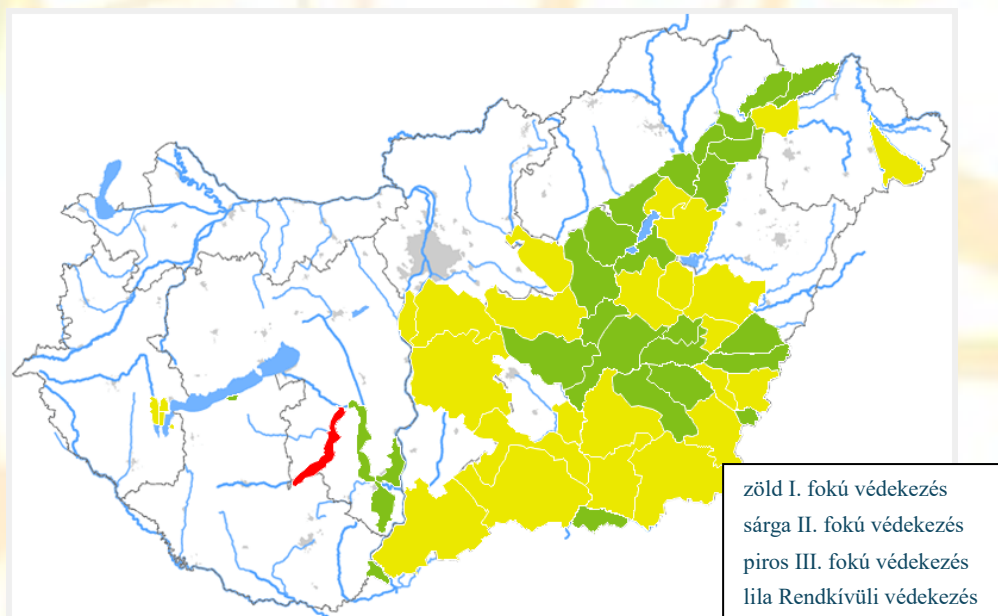 zöld I. fokú védekezés
sárga II. fokú védekezés
piros III. fokú védekezés
lila Rendkívüli védekezés